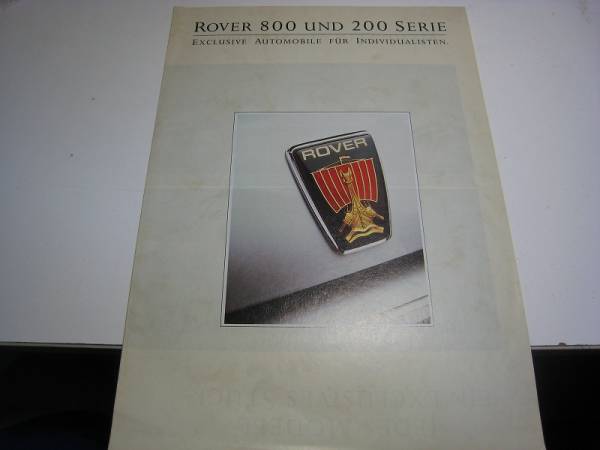 ROVER 800 UND 200 SERIE
EXCLUSIVE AUTOMOBILE FÜR INDIVIDUALISTEN.
ROVER